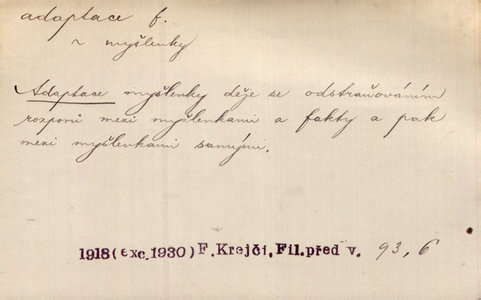 adaptace f.
~ myšlenky
Adaptace myšlenky děje se odstraňováním
rozporů mezi myšlenkami a fakty a pak
mezi myšlenkami samými.
1918(exc.1930) F.Krejčí,Fil.před v. 93,6